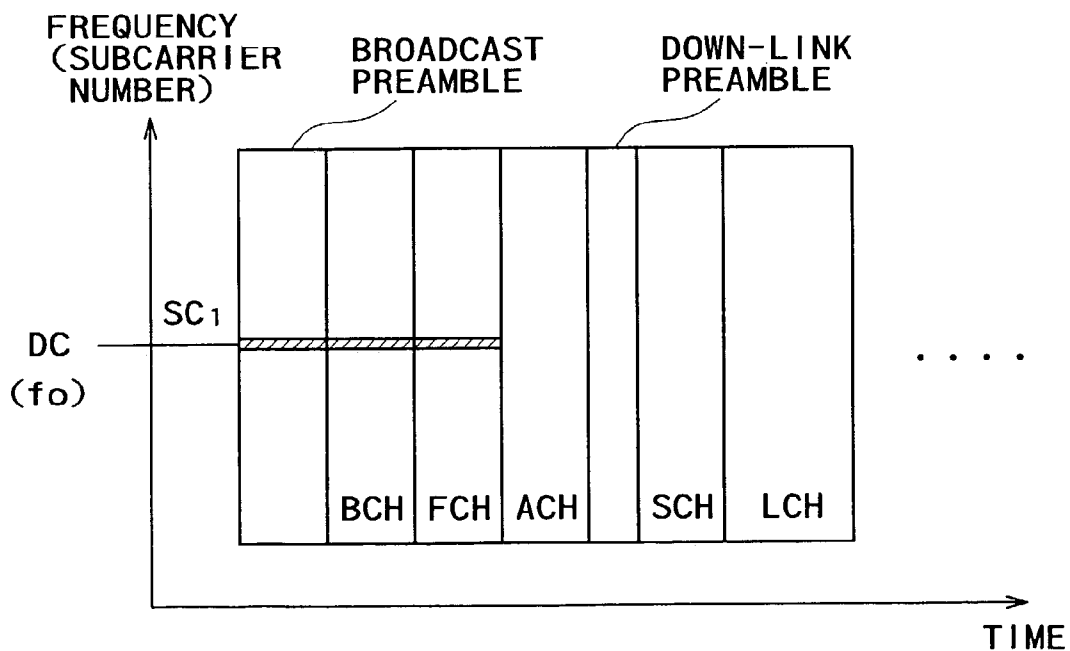 FREQUENCY
(SUBCARRIER
NUMBER)
BROADCAST
PREAMBLE
DOWN-LINK
PREAMBLE
SC1
DC
(fo)
BCH
FCH
ACH
SCH
LCH
....
TIME